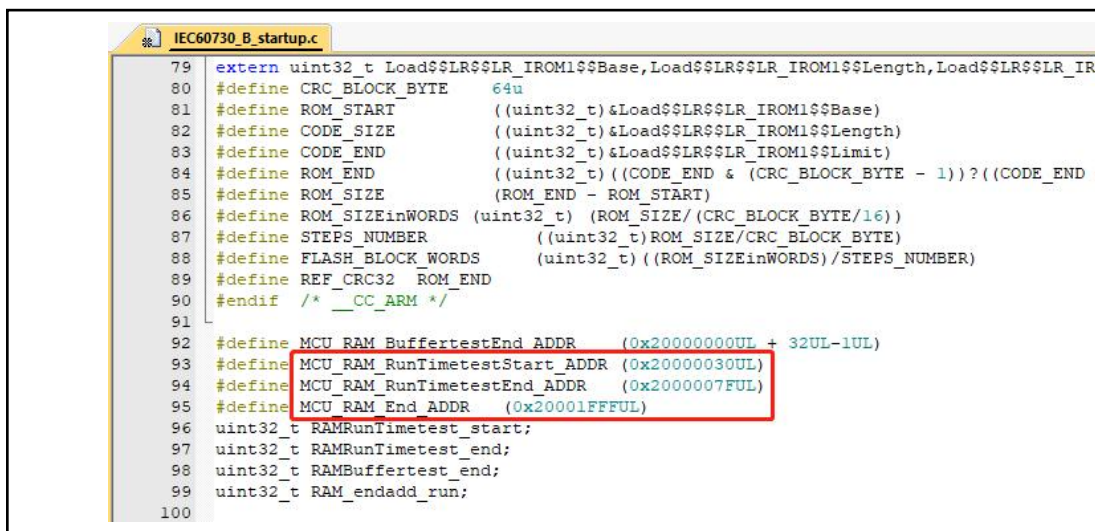 IEC60730_B_startup.c
79 extern uint32_t Load$$LR$$LR_IROM1$$Base,Load$$LR$$LR_IROM1$$Length,Load$$LR$$LR_IR
80 #define CRC_BLOCK_BYTE 64u
81 #define ROM_START ((uint32_t)&Load$$LR$$LR_IROM1$$Base)
82 #define CODE_SIZE ((uint32_t)&Load$$LR$$LR_IROM1$$Length)
83 #define CODE_END ((uint32_t)&Load$$LR$$LR_IROM1$$Limit)
84 #define ROM_END ((uint32_t)((CODE_END & (CRC_BLOCK_BYTE - 1))?((CODE_END
85 #define ROM_SIZE (ROM_END - ROM_START)
86 #define ROM_SIZEinWORDS (uint32_t) (ROM_SIZE/(CRC_BLOCK_BYTE/16))
87 #define STEPS_NUMBER ((uint32_t)ROM_SIZE/CRC_BLOCK_BYTE)
88 #define FLASH_BLOCK_WORDS (uint32_t)((ROM_SIZEinWORDS)/STEPS_NUMBER)
89 #define REF_CRC32 ROM_END
90 #endif /* __CC_ARM */
91
92 #define MCU_RAM_BuffertestEnd_ADDR (0x20000000UL + 32UL-1UL)
93 #define MCU_RAM_RunTimetestStart_ADDR (0x20000030UL)
94 #define MCU_RAM_RunTimetestEnd_ADDR (0x2000007FUL)
95 #define MCU_RAM_End_ADDR (0x20001FFFUL)
96 uint32_t RAMRunTimetest_start;
97 uint32_t RAMRunTimetest_end;
98 uint32_t RAMBuffertest_end;
99 uint32_t RAM_endadd_run;
100